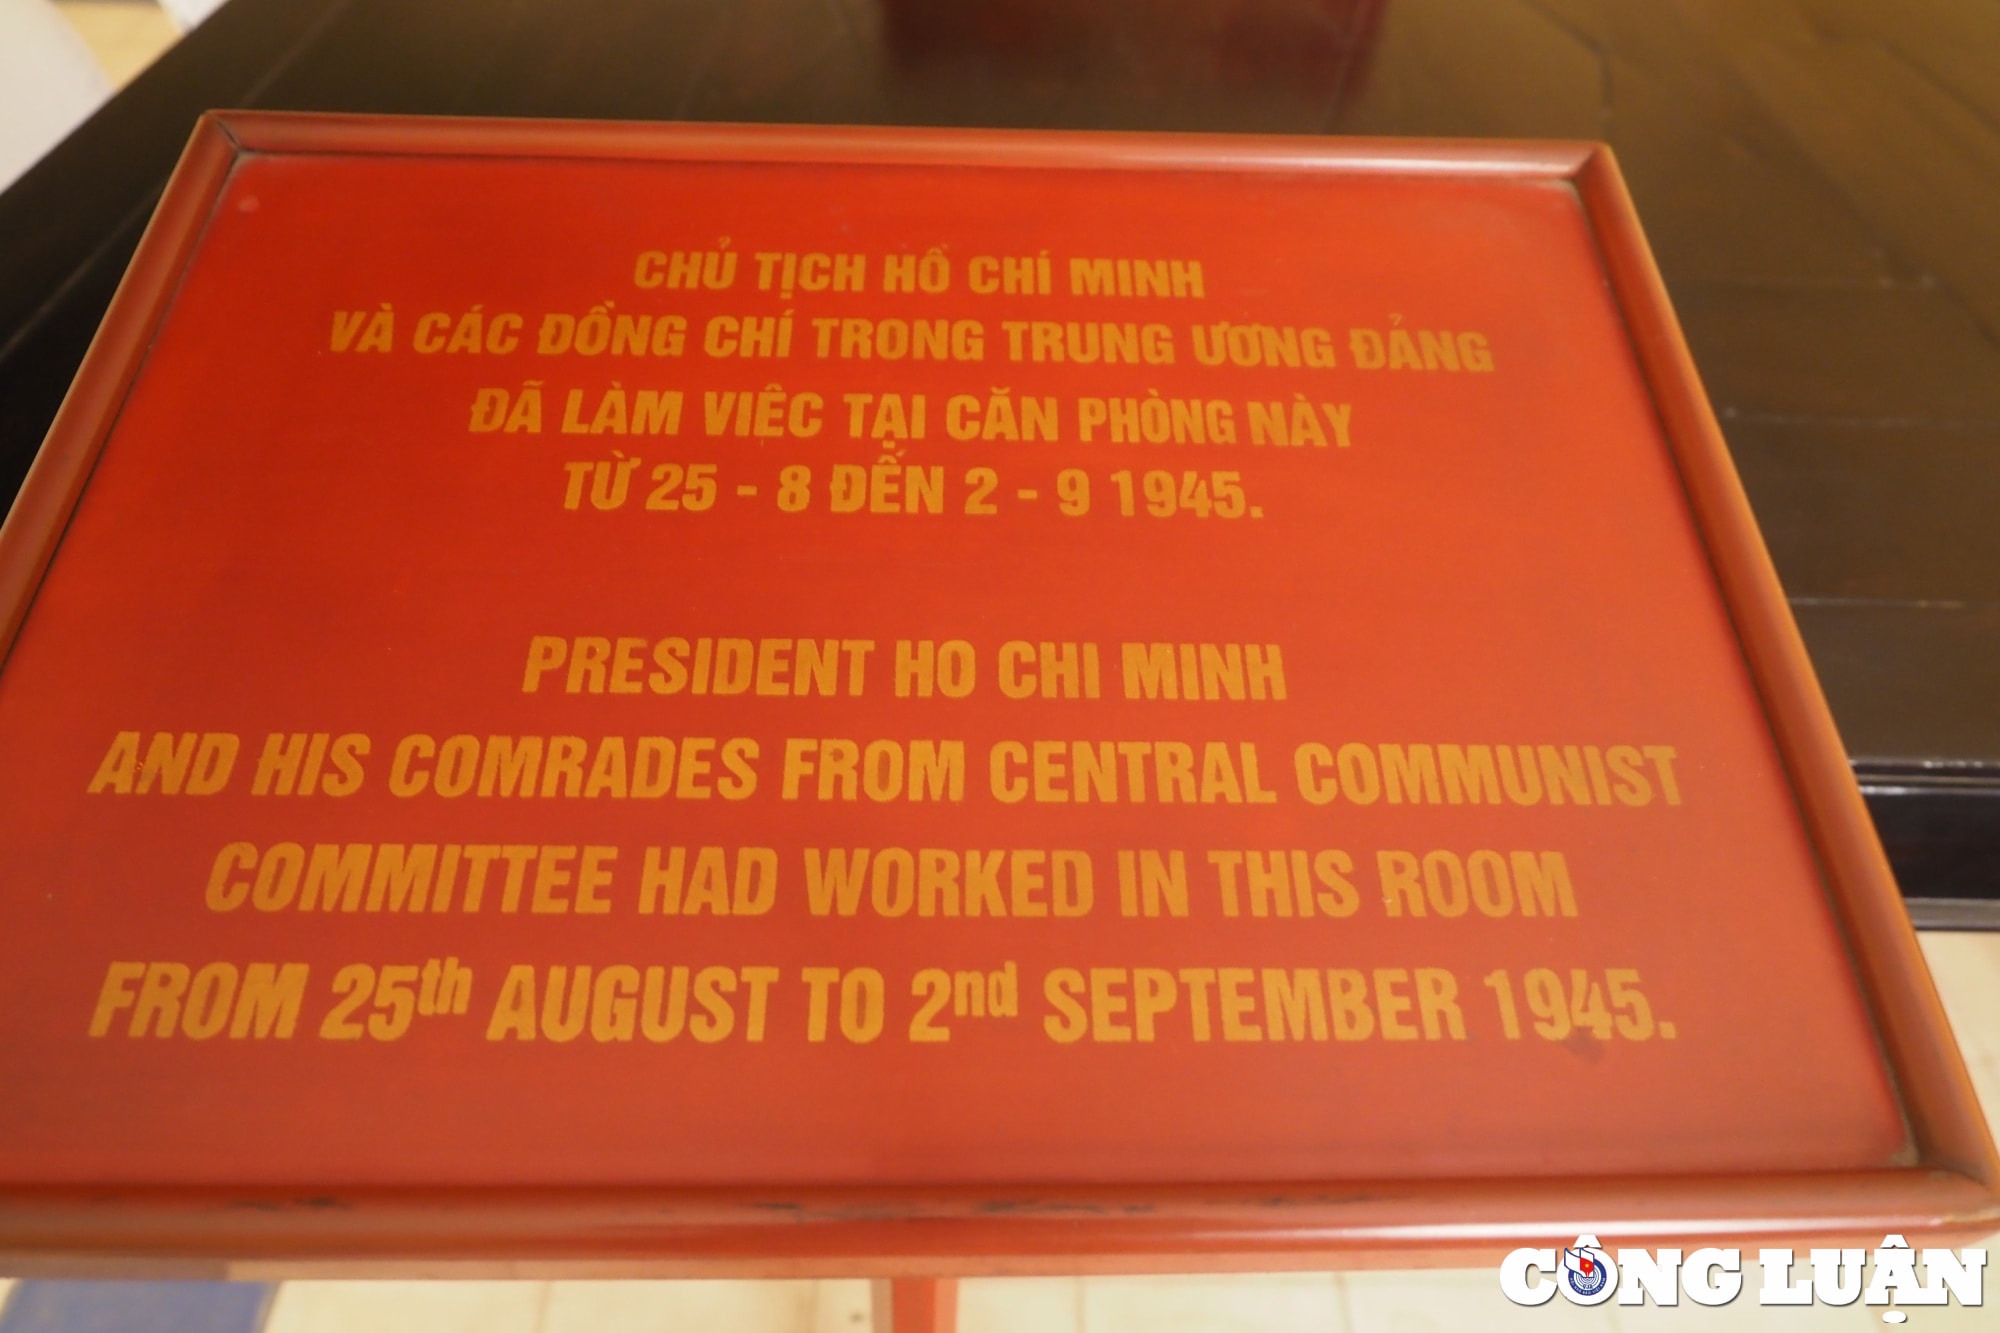 CHỦ TỊCH HỒ CHÍ MINH
VÀ CÁC ĐỒNG CHÍ TRONG TRUNG ƯƠNG ĐẢNG
ĐÃ LÀM VIỆC TẠI CĂN PHÒNG NÀY
TỪ 25 - 8 ĐẾN 2 - 9 1945.
PRESIDENT HO CHI MINH
AND HIS COMRADES FROM CENTRAL COMMUNIST
COMMITTEE HAD WORKED IN THIS ROOM
FROM 25th AUGUST TO 2nd SEPTEMBER 1945.
CÔNG LUẬN